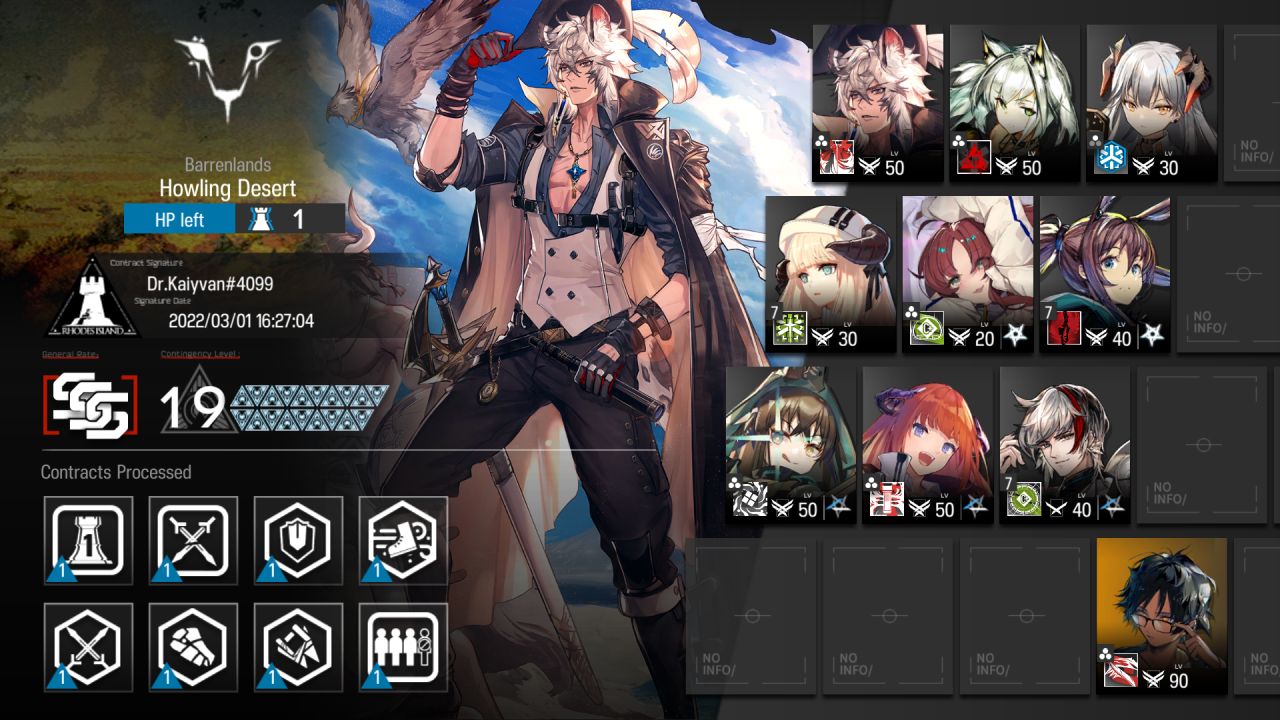 Barrenlands
Howling Desert
HP left 1
Contract Signature
Dr.Kaiyvan#4099
Signature Date
2022/03/01 16:27:04
RHODES ISLAND
General Rate:
Contingency Level:
19
Contracts Processed
1
1
1
1
1
1
1
1
1
LV
50
LV
50
LV
30
NO
INFO/
7
LV
30
LV
20
7
LV
40
NO
INFO/
LV
50
LV
50
7
LV
40
NO
INFO/
NO
INFO/
NO
INFO/
NO
INFO/
LV
90
NO
INFO/